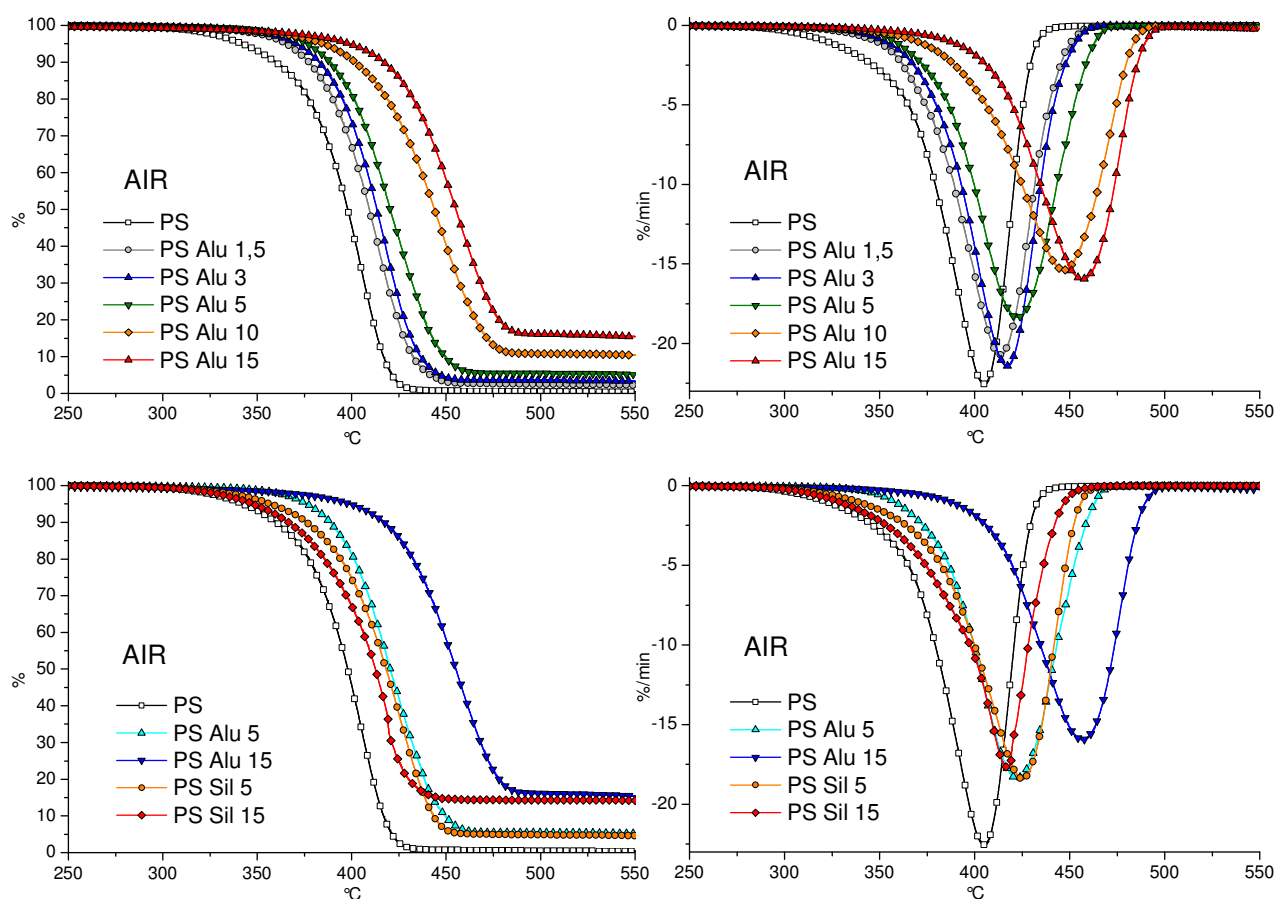 100
90
80
70
60
50
40
30
20
10
0
%
250 300 350 400 450 500 550
°C
AIR
PS
PS Alu 1,5
PS Alu 3
PS Alu 5
PS Alu 10
PS Alu 15
0
-5
-10
-15
-20
%/min
250 300 350 400 450 500 550
°C
AIR
PS
PS Alu 1,5
PS Alu 3
PS Alu 5
PS Alu 10
PS Alu 15
100
90
80
70
60
50
40
30
20
10
0
%
250 300 350 400 450 500 550
°C
AIR
PS
PS Alu 5
PS Alu 15
PS Sil 5
PS Sil 15
0
-5
-10
-15
-20
%/min
250 300 350 400 450 500 550
°C
AIR
PS
PS Alu 5
PS Alu 15
PS Sil 5
PS Sil 15